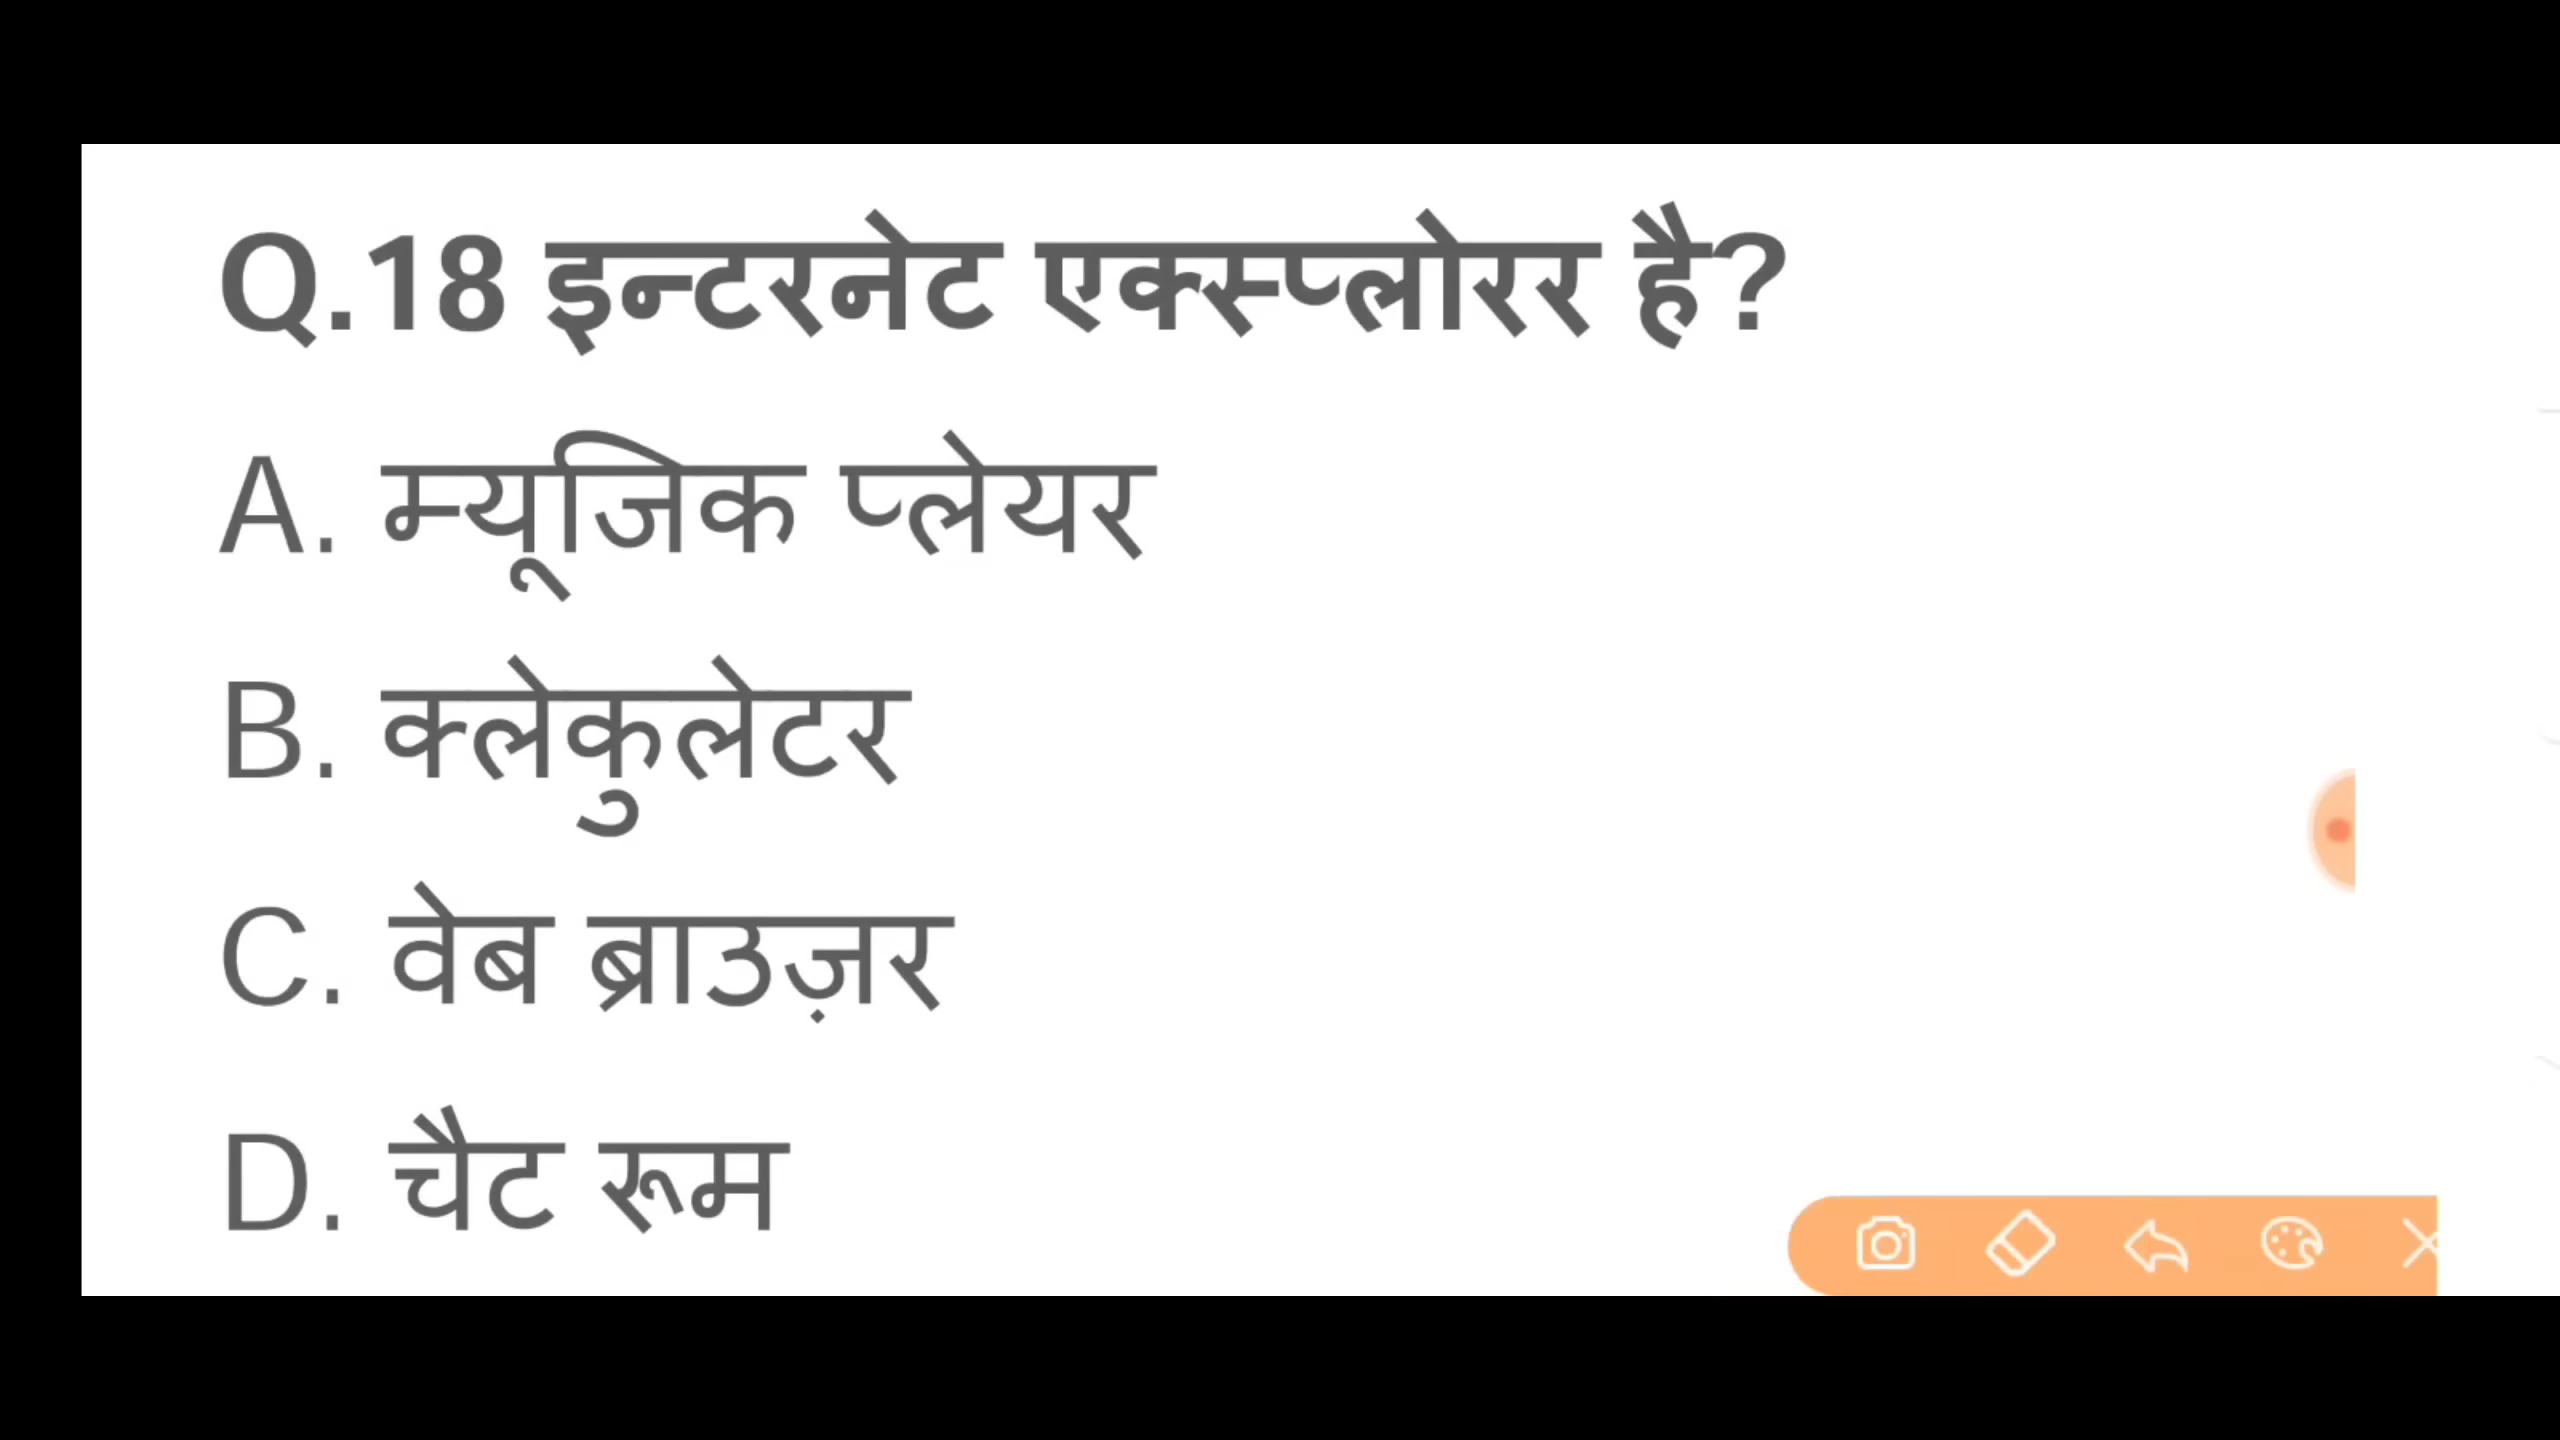 Q.18 इन्टरनेट एक्स्प्लोरर है?
A. म्यूजिक प्लेयर
B. क्लेकुलेटर
C. वेब ब्राउज़र
D. चैट रूम